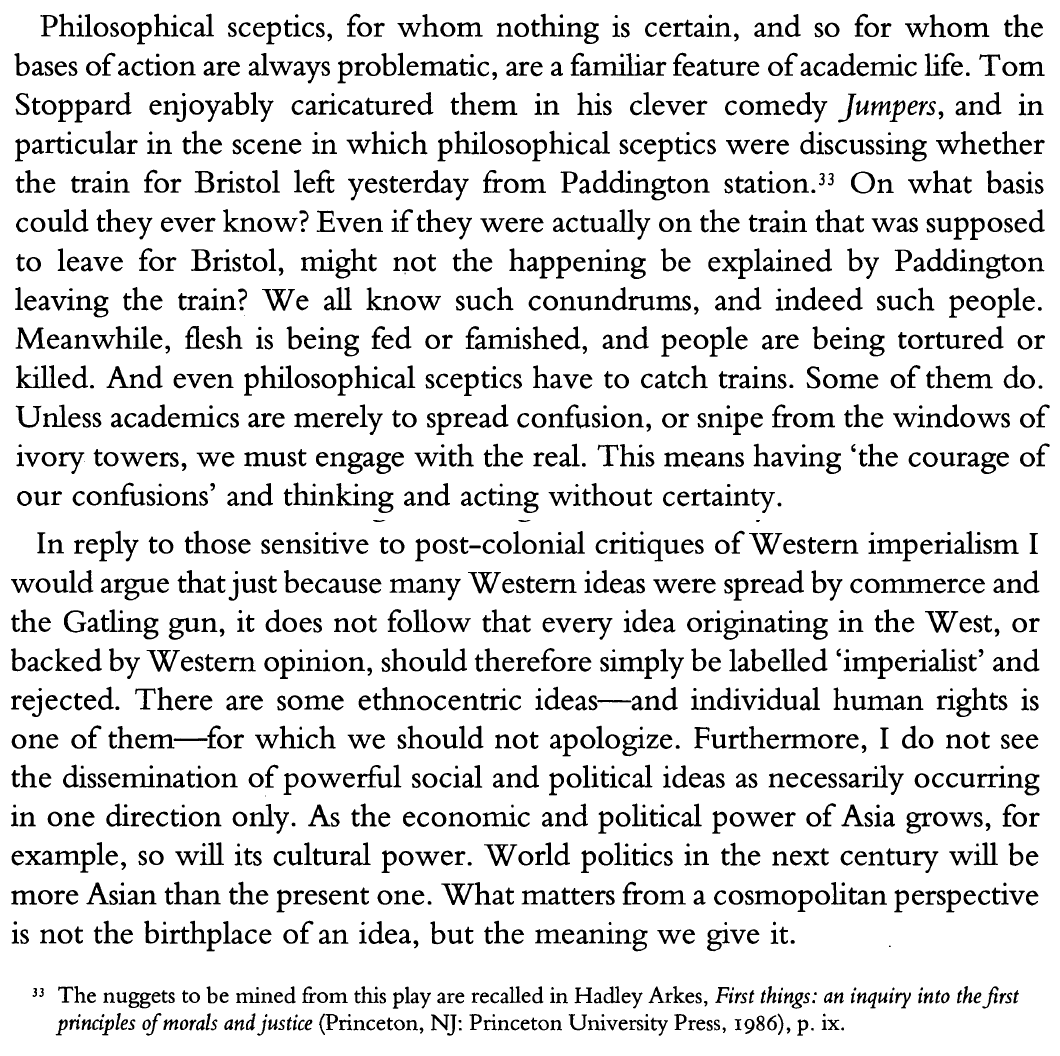 Philosophical sceptics, for whom nothing is certain, and so for whom the
bases of action are always problematic, are a familiar feature of academic life. Tom
Stoppard enjoyably caricatured them in his clever comedy Jumpers, and in
particular in the scene in which philosophical sceptics were discussing whether
the train for Bristol left yesterday from Paddington station.³³ On what basis
could they ever know? Even if they were actually on the train that was supposed
to leave for Bristol, might not the happening be explained by Paddington
leaving the train? We all know such conundrums, and indeed such people.
Meanwhile, flesh is being fed or famished, and people are being tortured or
killed. And even philosophical sceptics have to catch trains. Some of them do.
Unless academics are merely to spread confusion, or snipe from the windows of
ivory towers, we must engage with the real. This means having ‘the courage of
our confusions’ and thinking and acting without certainty.
In reply to those sensitive to post-colonial critiques of Western imperialism I
would argue that just because many Western ideas were spread by commerce and
the Gatling gun, it does not follow that every idea originating in the West, or
backed by Western opinion, should therefore simply be labelled ‘imperialist’ and
rejected. There are some ethnocentric ideas—and individual human rights is
one of them—for which we should not apologize. Furthermore, I do not see
the dissemination of powerful social and political ideas as necessarily occurring
in one direction only. As the economic and political power of Asia grows, for
example, so will its cultural power. World politics in the next century will be
more Asian than the present one. What matters from a cosmopolitan perspective
is not the birthplace of an idea, but the meaning we give it.
³³ The nuggets to be mined from this play are recalled in Hadley Arkes, First things: an inquiry into the first
principles of morals and justice (Princeton, NJ: Princeton University Press, 1986), p. ix.